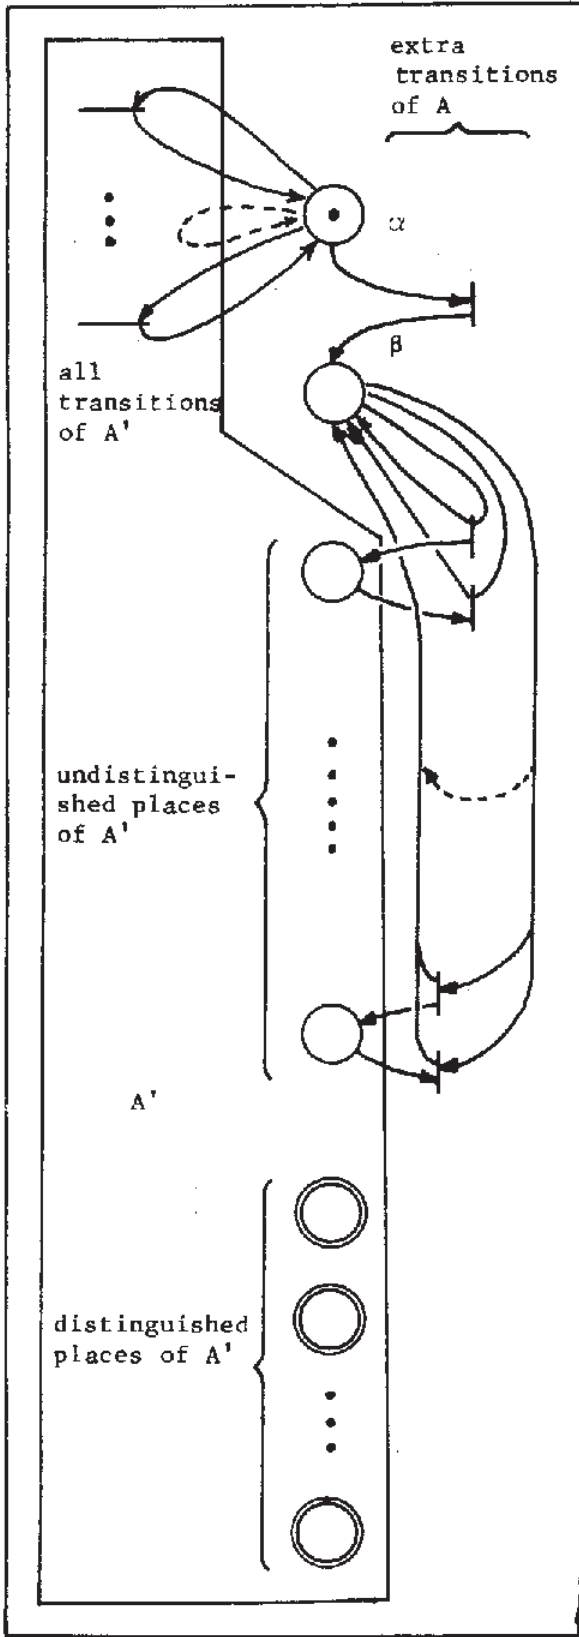 extra
transitions
of A
α
β
all
transitions
of A'
undistingui-
shed places
of A'
A'
distinguished
places of A'